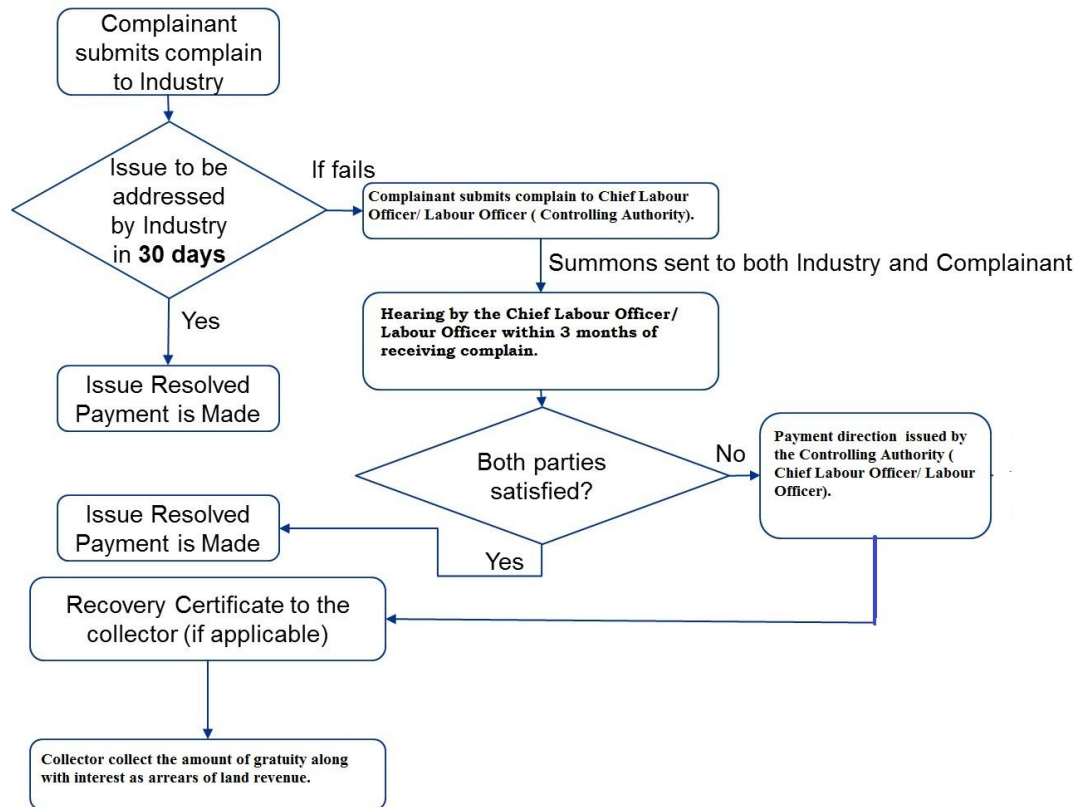 Complainant
submits complain
to Industry
Issue to be
addressed
by Industry
in 30 days
If fails
Complainant submits complain to Chief Labour
Officer/ Labour Officer ( Controlling Authority).
Summons sent to both Industry and Complainant
Yes
Hearing by the Chief Labour Officer/
Labour Officer within 3 months of
receiving complain.
Issue Resolved
Payment is Made
Both parties
satisfied?
No
Payment direction issued by
the Controlling Authority (
Chief Labour Officer/ Labour
Officer).
Yes
Issue Resolved
Payment is Made
Recovery Certificate to the
collector (if applicable)
Collector collect the amount of gratuity along
with interest as arrears of land revenue.